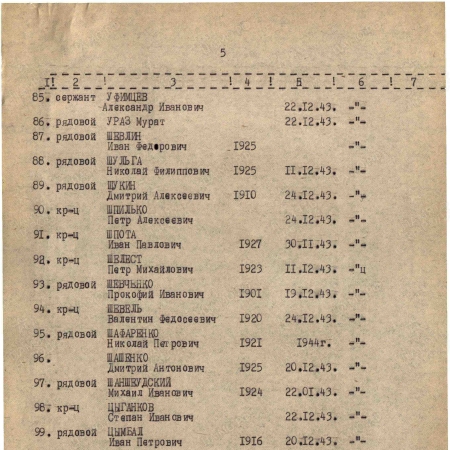 5
1! 2 ! 3 ! 4 ! 5 ! 6 ! 7
85. сержант УФИМЦЕВ
Александр Иванович 22.12.43. -"-
86. рядовой УРАЗ Мурат 22.12.43. -"-
87. рядовой ШЕВЛИН
Иван Федорович 1925 -"-
88. рядовой ШУЛЬГА
Николай Филиппович 1925 11.12.43. -"-
89. рядовой ЩУКИН
Дмитрий Алексеевич 1910 24.12.43. -"-
90. кр-ц ШПИЛЬКО
Петр Алексеевич 24.12.43. -"-
91. кр-ц ШПОТА
Иван Павлович 1927 30.11.43. -"-
92. кр-ц ШЕЛЕСТ
Петр Михайлович 1923 11.12.43. -"ц
93. рядовой ШЕВЧЕНКО
Прокофий Иванович 1901 19.12.43. -"-
94. кр-ц ШЕВЕЛЬ
Валентин Федосеевич 1920 24.12.43. -"-
95. рядовой ШАФАРЕНКО
Николай Петрович 1921 1944г. -"-
96. ШАШЕНКО
Дмитрий Антонович 1925 20.12.43. -"-
97. рядовой ШАНШЕУДСКИЙ
Михаил Иванович 1924 22.01.43. -"-
98. кр-ц ЦЫГАНКОВ
Степан Иванович 22.12.43. -"-
99. рядовой ЦЫМБАЛ
Иван Петрович 1916 20.12.43. -"-